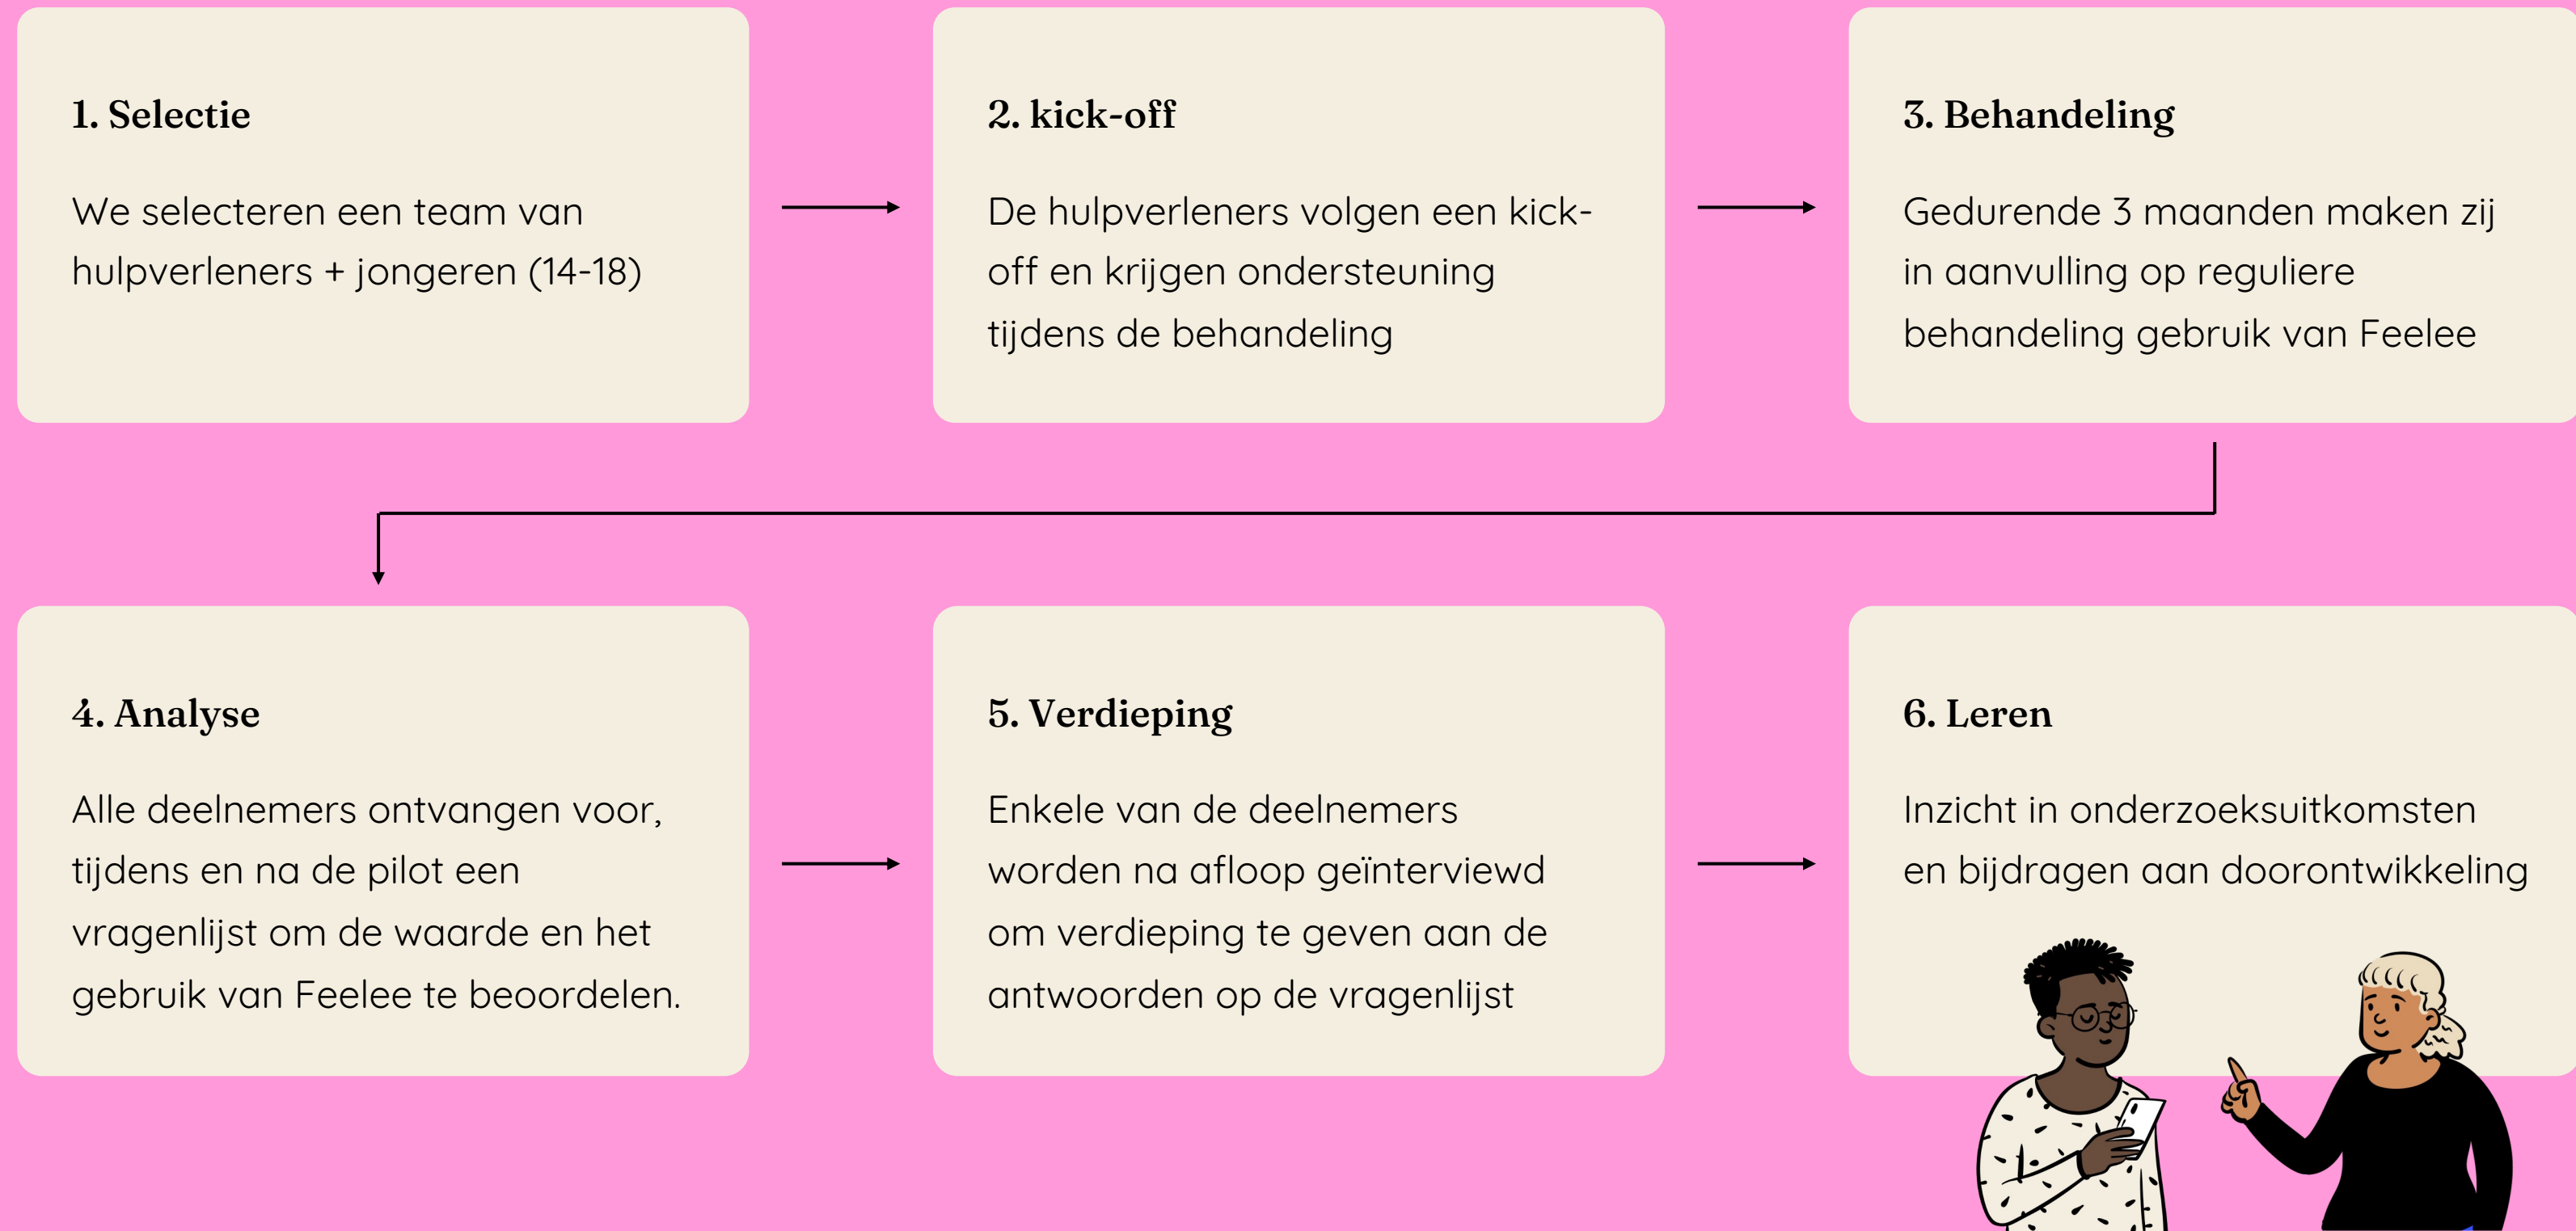 1. Selectie
We selecteren een team van
hulpverleners + jongeren (14-18)
2. kick-off
De hulpverleners volgen een kick-
off en krijgen ondersteuning
tijdens de behandeling
3. Behandeling
Gedurende 3 maanden maken zij
in aanvulling op reguliere
behandeling gebruik van Feelee
4. Analyse
Alle deelnemers ontvangen voor,
tijdens en na de pilot een
vragenlijst om de waarde en het
gebruik van Feelee te beoordelen.
5. Verdieping
Enkele van de deelnemers
worden na afloop geïnterviewd
om verdieping te geven aan de
antwoorden op de vragenlijst
6. Leren
Inzicht in onderzoeksuitkomsten
en bijdragen aan doorontwikkeling